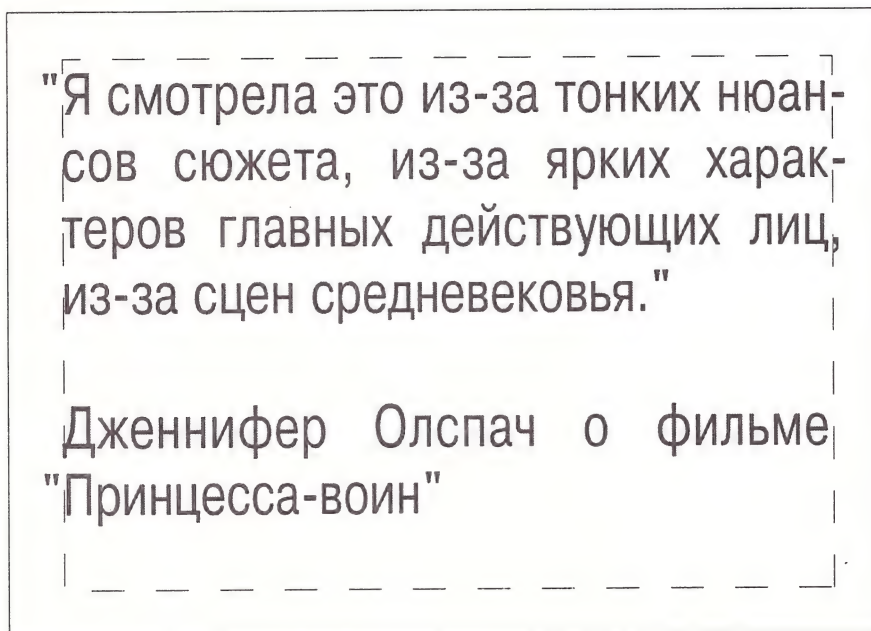 "Я смотрела это из-за тонких нюан-
сов сюжета, из-за ярких харак-
теров главных действующих лиц,
из-за сцен средневековья."
Дженнифер Олспач о фильме
"Принцесса-воин"